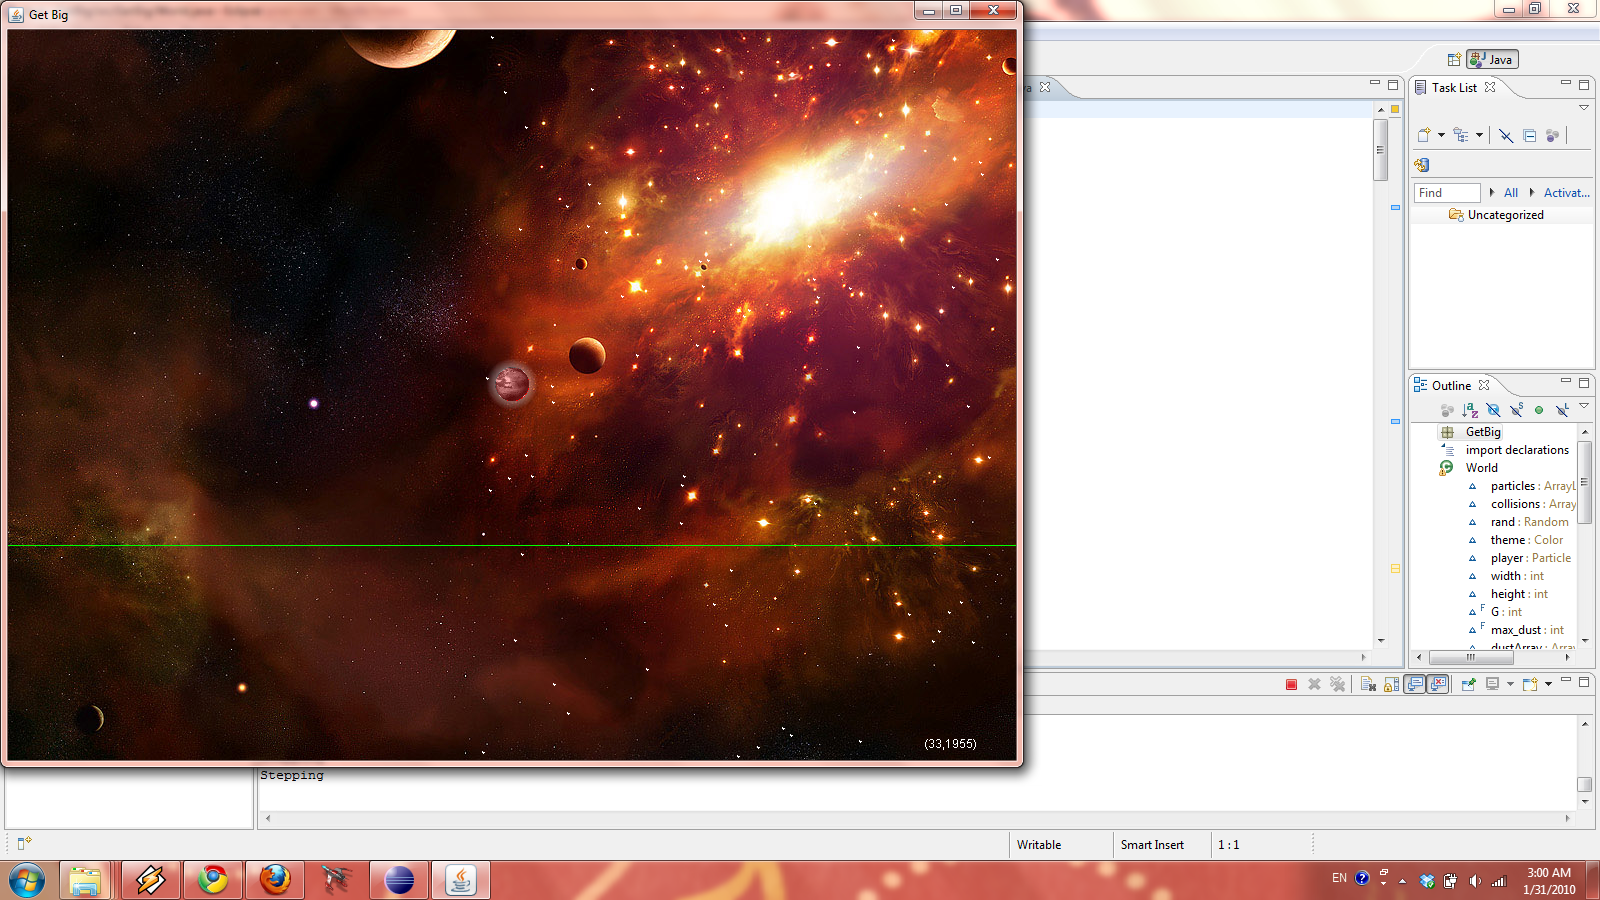 Get Big
(33,1955)
va
Java
Task List
Find
All
Activat...
Uncategorized
Outline
GetBig
import declarations
World
particles : ArrayL
collisions : Array
rand : Random
theme : Color
player : Particle
width : int
height : int
F
G : int
F
max_dust : int
dustArray : Array
Stepping
Writable
Smart Insert
1 : 1
EN
3:00 AM
1/31/2010